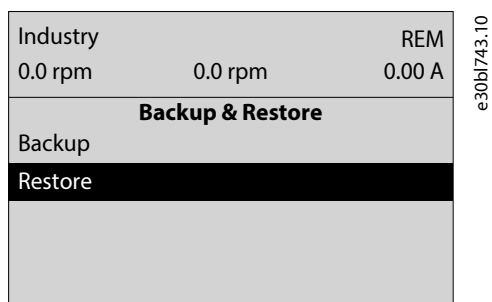 Industry REM
0.0 rpm 0.0 rpm 0.00 A
Backup & Restore
Backup
Restore
e30bl743.10